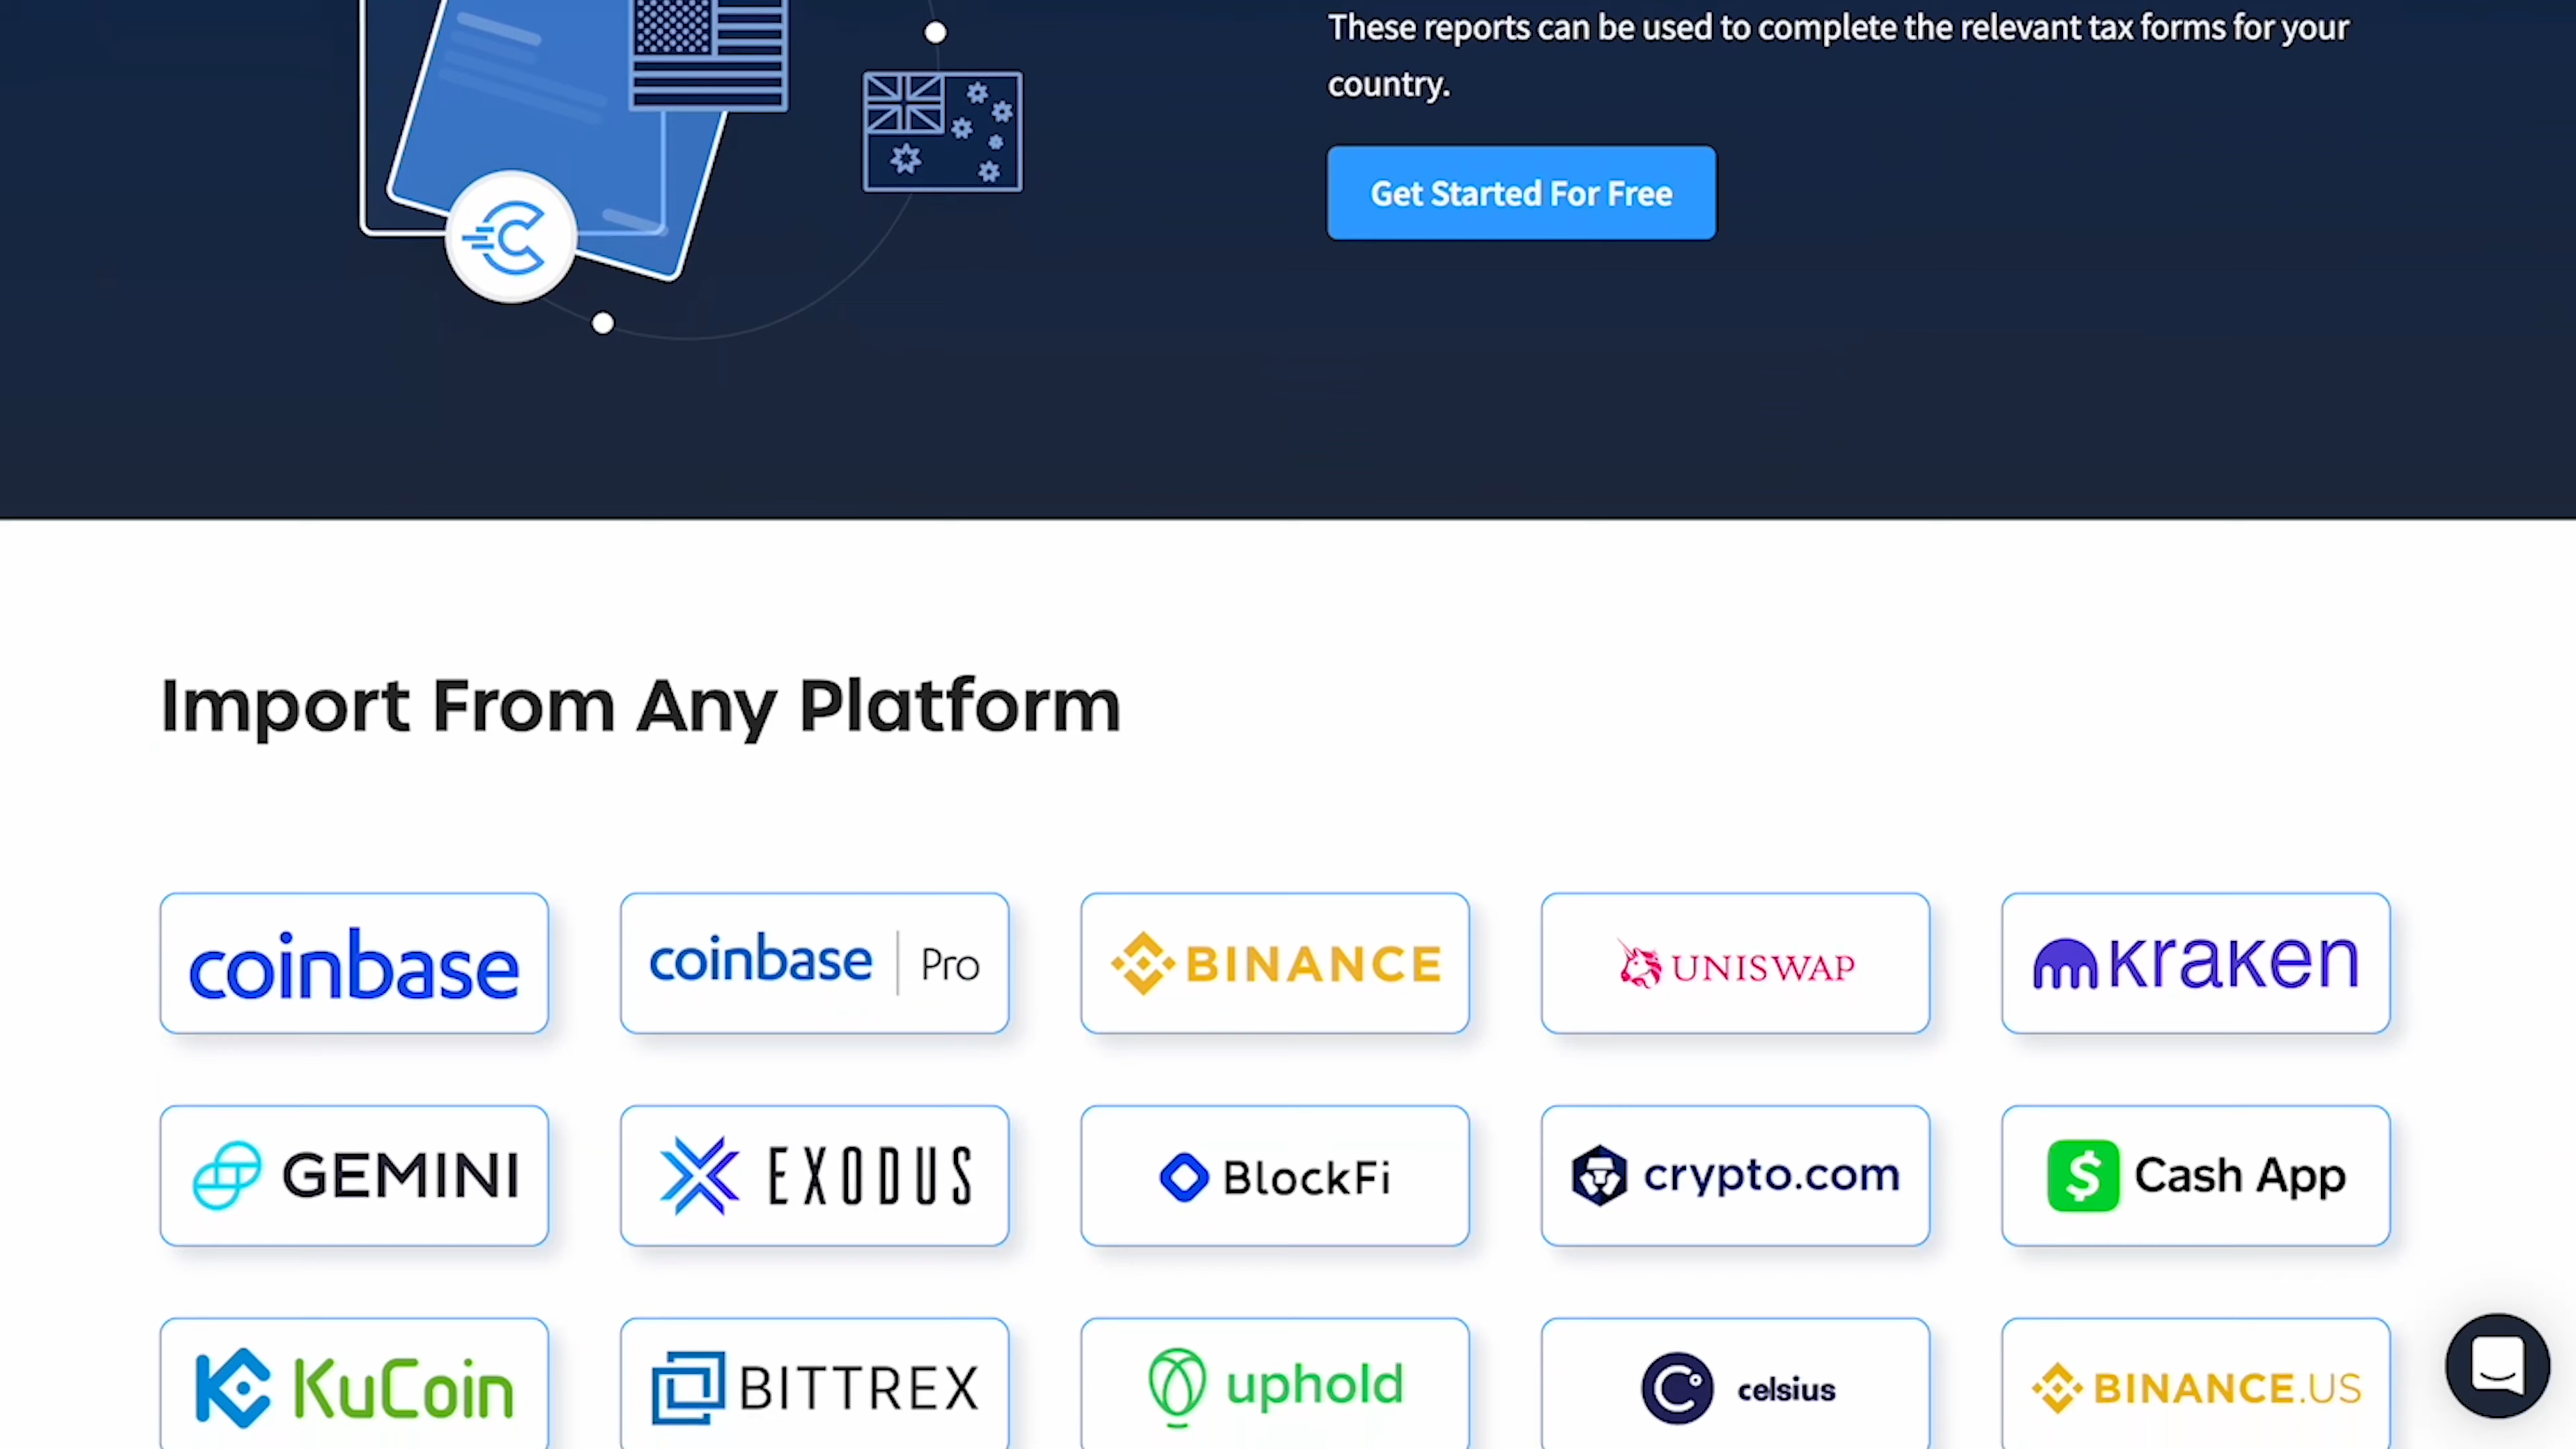 These reports can be used to complete the relevant tax forms for your
country.
Get Started For Free
Import From Any Platform
coinbase
coinbase | Pro
BINANCE
UNISWAP
kraken
GEMINI
EXODUS
BlockFi
crypto.com
Cash App
KuCoin
BITTREX
uphold
celsius
BINANCE.US